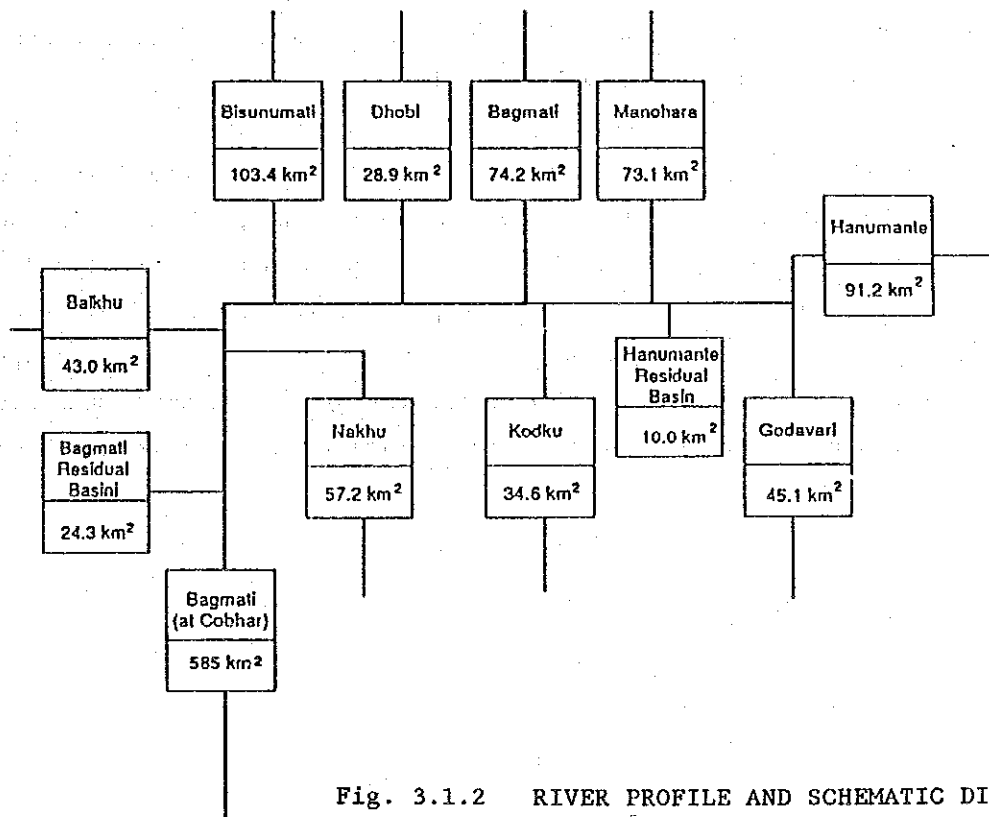 Bisunumati
103.4 km²
Dhobi
28.9 km²
Bagmati
74.2 km²
Manohara
73.1 km²
Hanumante
91.2 km²
Balkhu
43.0 km²
Hanumante
Residual
Basin
10.0 km²
Nakhu
57.2 km²
Kodku
34.6 km²
Godavari
45.1 km²
Bagmati
Residual
Basini
24.3 km²
Bagmati
(at Cobhar)
585 km²
Fig. 3.1.2 RIVER PROFILE AND SCHEMATIC DI